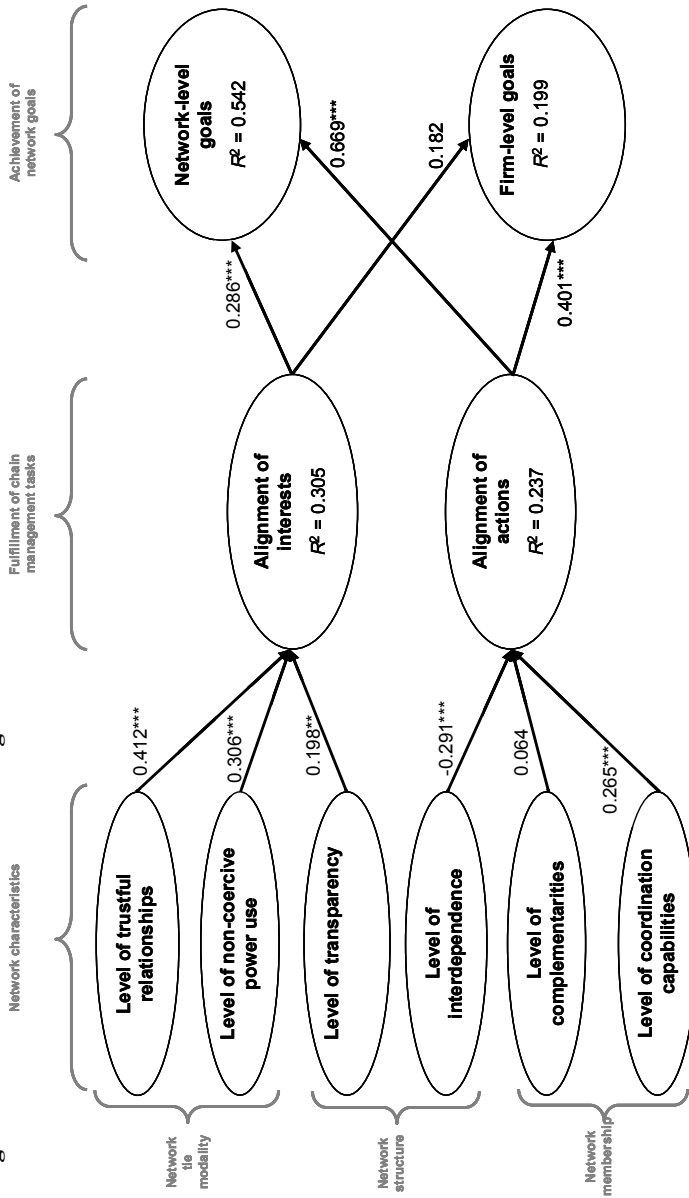 Network characteristics
Fulfillment of chain
management tasks
Achievement of
network goals
Network
tie
modality
Network
structure
Network
membership
Level of trustful
relationships
Level of non-coercive
power use
Level of transparency
Level of
interdependence
Level of
complementarities
Level of coordination
capabilities
0.412***
0.306***
0.198**
-0.291***
0.064
0.265***
Alignment of
interests
R² = 0.305
Alignment of
actions
R² = 0.237
0.286***
0.669***
0.182
0.401***
Network-level
goals
R² = 0.542
Firm-level goals
R² = 0.199